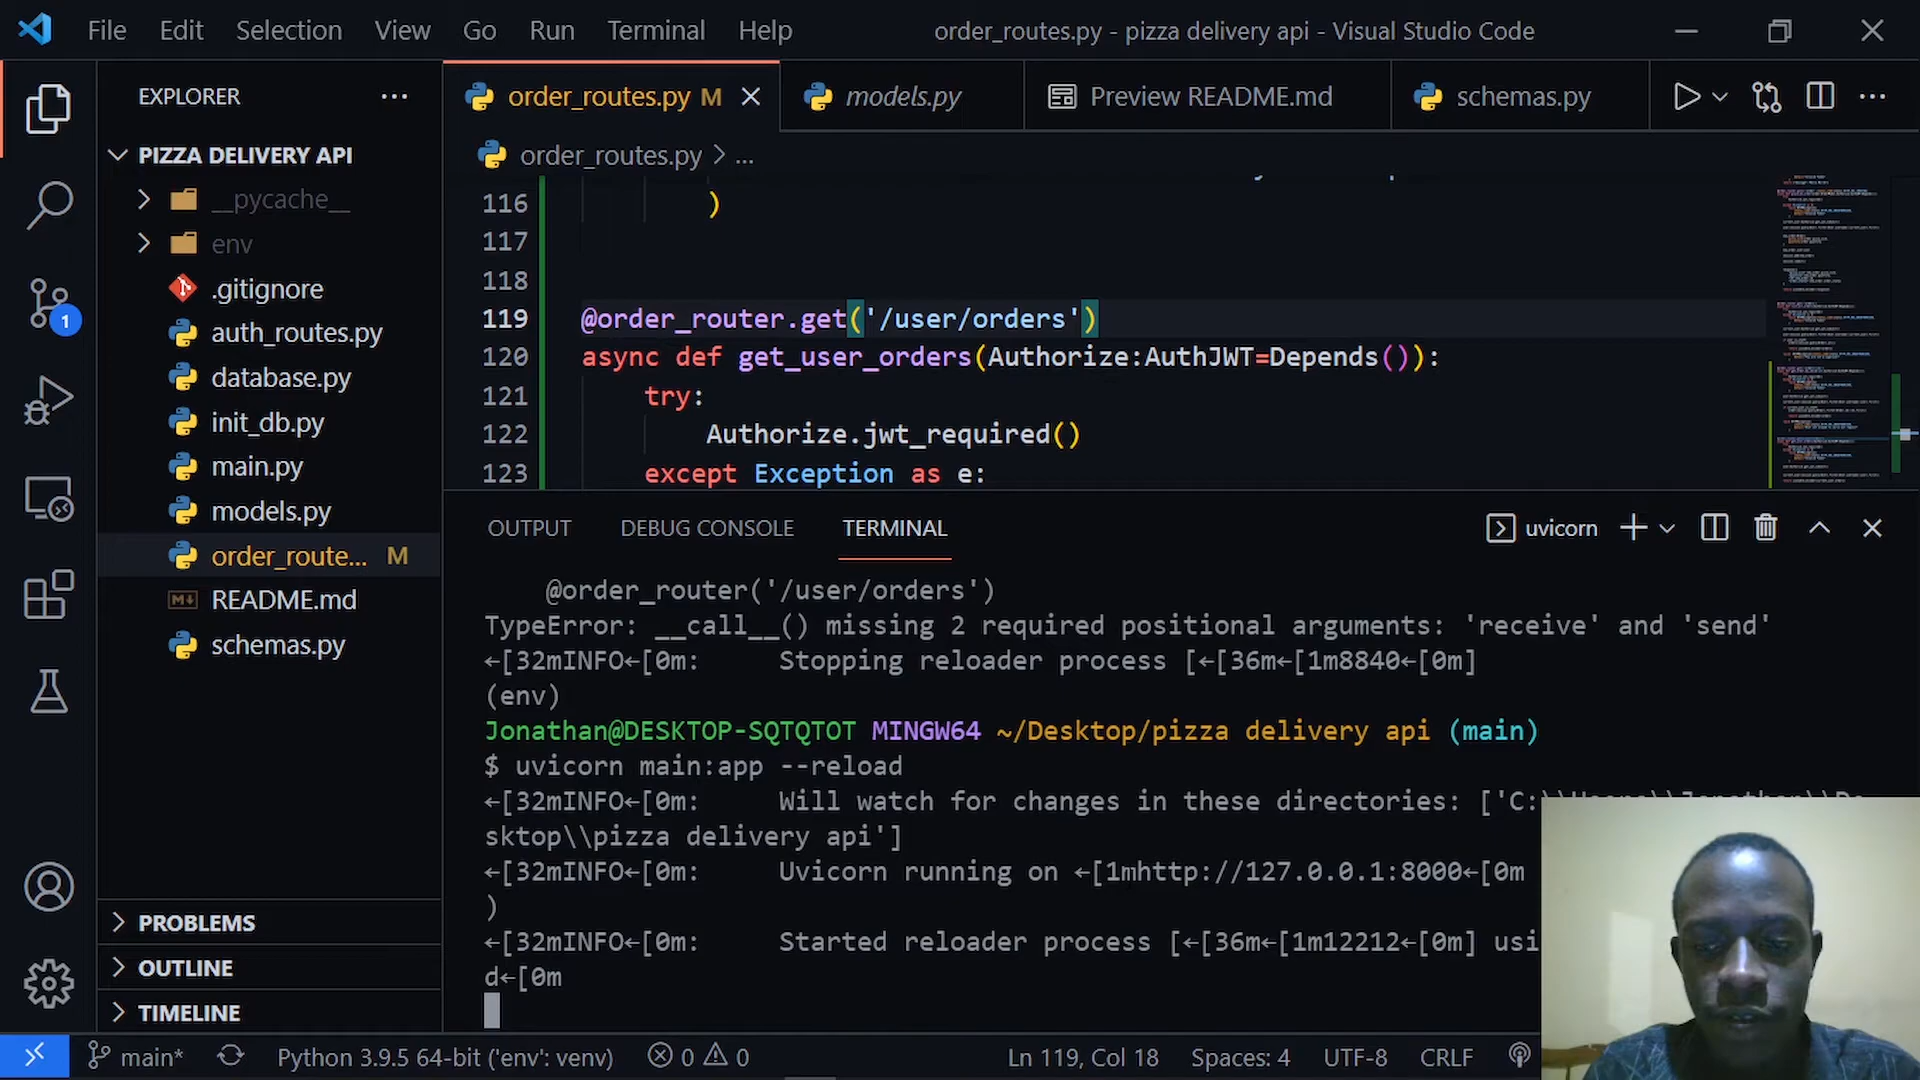 File Edit Selection View Go Run Terminal Help order_routes.py - pizza delivery api - Visual Studio Code
EXPLORER
order_routes.py M
models.py
Preview README.md
schemas.py
PIZZA DELIVERY API
__pycache__
env
.gitignore
auth_routes.py
database.py
init_db.py
main.py
models.py
order_route... M
README.md
schemas.py
PROBLEMS
OUTLINE
TIMELINE
1
order_routes.py > ...
116 )
117
118
119 @order_router.get('/user/orders')
120 async def get_user_orders(Authorize:AuthJWT=Depends()):
121 try:
122 Authorize.jwt_required()
123 except Exception as e:
OUTPUT DEBUG CONSOLE TERMINAL uvicorn
@order_router('/user/orders')
TypeError: __call__() missing 2 required positional arguments: 'receive' and 'send'
←[32mINFO←[0m: Stopping reloader process [←[36m←[1m8840←[0m]
(env)
Jonathan@DESKTOP-SQTQTOT MINGW64 ~/Desktop/pizza delivery api (main)
$ uvicorn main:app --reload
←[32mINFO←[0m: Will watch for changes in these directories: ['C:\\Users\\Jonathan\\De
sktop\\pizza delivery api']
←[32mINFO←[0m: Uvicorn running on ←[1mhttp://127.0.0.1:8000←[0m
)
←[32mINFO←[0m: Started reloader process [←[36m←[1m12212←[0m] usi
d←[0m
main* Python 3.9.5 64-bit ('env': venv) 0 0 Ln 119, Col 18 Spaces: 4 UTF-8 CRLF